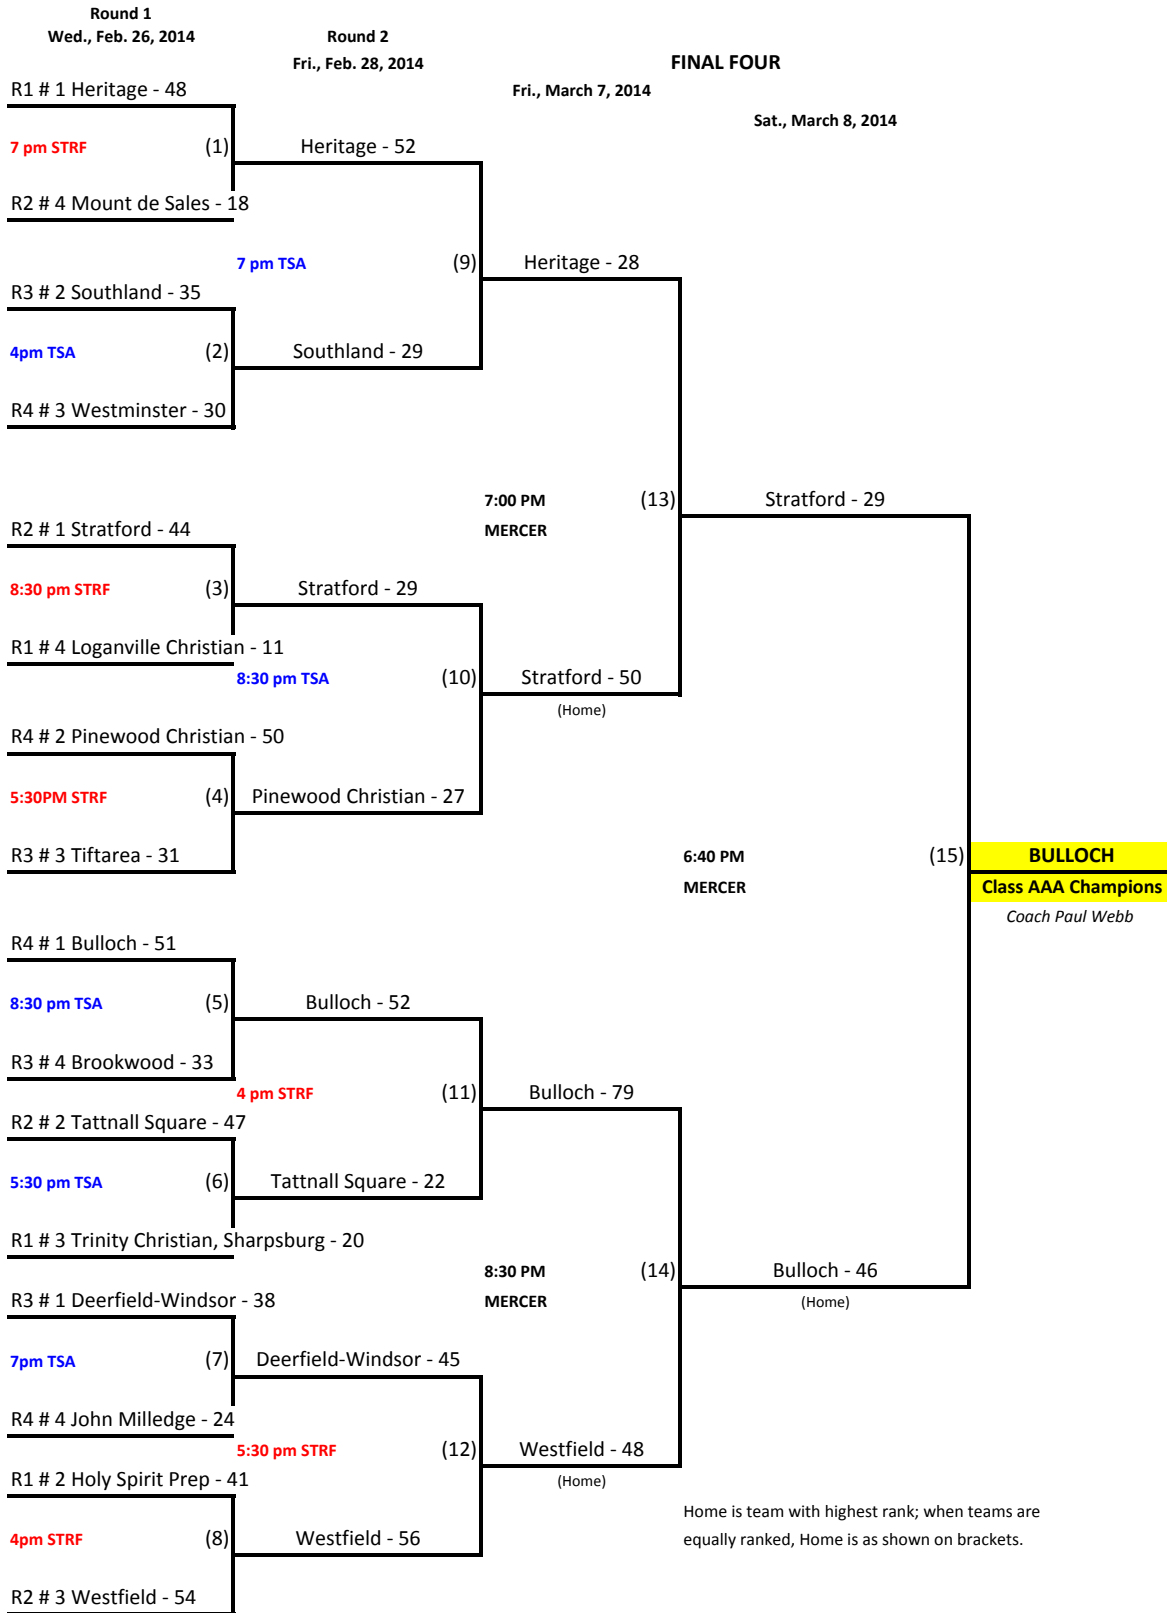 Round 1
Wed., Feb. 26, 2014
Round 2
Fri., Feb. 28, 2014
FINAL FOUR
Fri., March 7, 2014
Sat., March 8, 2014
R1 # 1 Heritage - 48
7 pm STRF (1) Heritage - 52
R2 # 4 Mount de Sales - 18
7 pm TSA (9) Heritage - 28
R3 # 2 Southland - 35
4pm TSA (2) Southland - 29
R4 # 3 Westminster - 30
7:00 PM (13) Stratford - 29
MERCER
R2 # 1 Stratford - 44
8:30 pm STRF (3) Stratford - 29
R1 # 4 Loganville Christian - 11
8:30 pm TSA (10) Stratford - 50
(Home)
R4 # 2 Pinewood Christian - 50
5:30PM STRF (4) Pinewood Christian - 27
R3 # 3 Tiftarea - 31
6:40 PM (15) BULLOCH
MERCER Class AAA Champions
Coach Paul Webb
R4 # 1 Bulloch - 51
8:30 pm TSA (5) Bulloch - 52
R3 # 4 Brookwood - 33
4 pm STRF (11) Bulloch - 79
R2 # 2 Tattnall Square - 47
5:30 pm TSA (6) Tattnall Square - 22
R1 # 3 Trinity Christian, Sharpsburg - 20
8:30 PM (14) Bulloch - 46
MERCER (Home)
R3 # 1 Deerfield-Windsor - 38
7pm TSA (7) Deerfield-Windsor - 45
R4 # 4 John Milledge - 24
5:30 pm STRF (12) Westfield - 48
(Home)
R1 # 2 Holy Spirit Prep - 41
Home is team with highest rank; when teams are
equally ranked, Home is as shown on brackets.
4pm STRF (8) Westfield - 56
R2 # 3 Westfield - 54